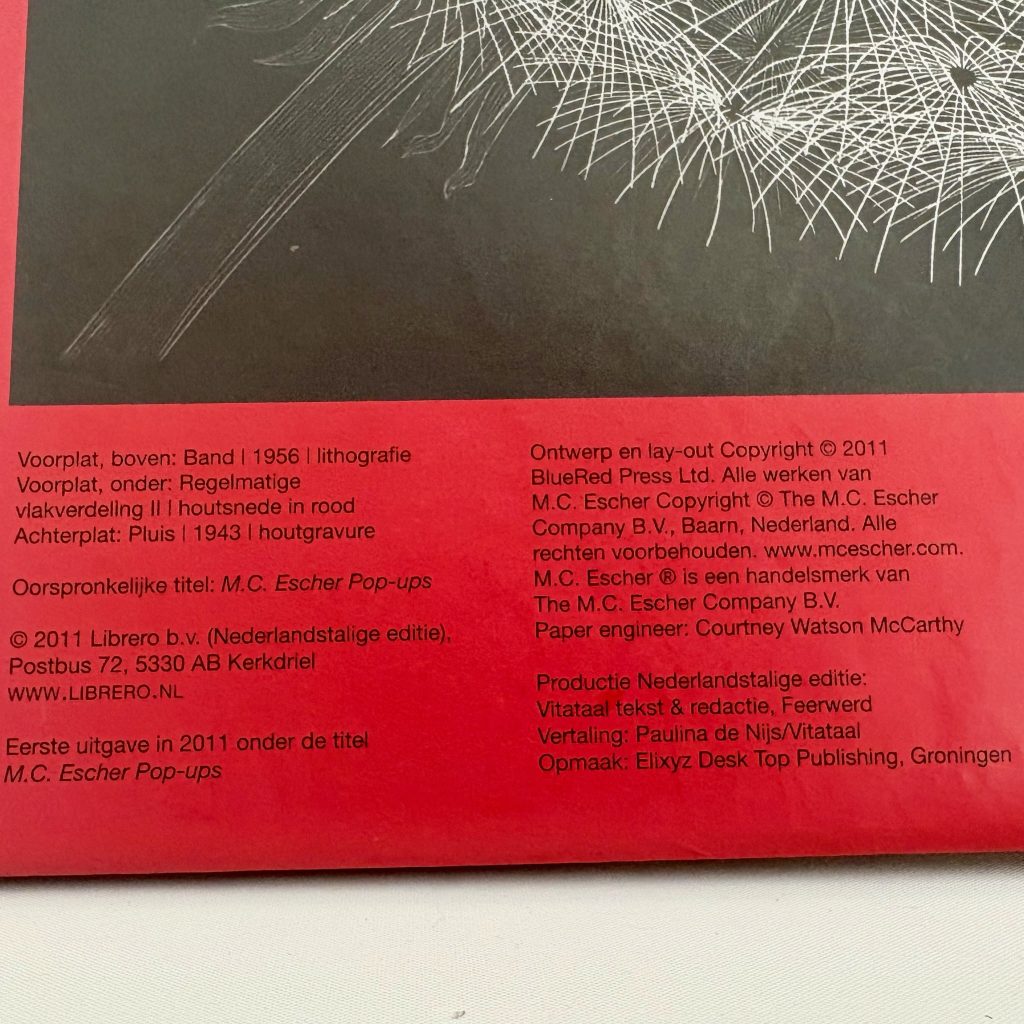 Voorplat, boven: Band | 1956 | lithografie
Voorplat, onder: Regelmatige
vlakverdeling II | houtsnede in rood
Achterplat: Pluis | 1943 | houtgravure
Oorspronkelijke titel: M.C. Escher Pop-ups
© 2011 Librero b.v. (Nederlandstalige editie),
Postbus 72, 5330 AB Kerkdriel
WWW.LIBRERO.NL
Eerste uitgave in 2011 onder de titel
M.C. Escher Pop-ups
Ontwerp en lay-out Copyright © 2011
BlueRed Press Ltd. Alle werken van
M.C. Escher Copyright © The M.C. Escher
Company B.V., Baarn, Nederland. Alle
rechten voorbehouden. www.mcescher.com.
M.C. Escher ® is een handelsmerk van
The M.C. Escher Company B.V.
Paper engineer: Courtney Watson McCarthy
Productie Nederlandstalige editie:
Vitataal tekst & redactie, Feerwerd
Vertaling: Paulina de Nijs/Vitataal
Opmaak: Elixyz Desk Top Publishing, Groningen